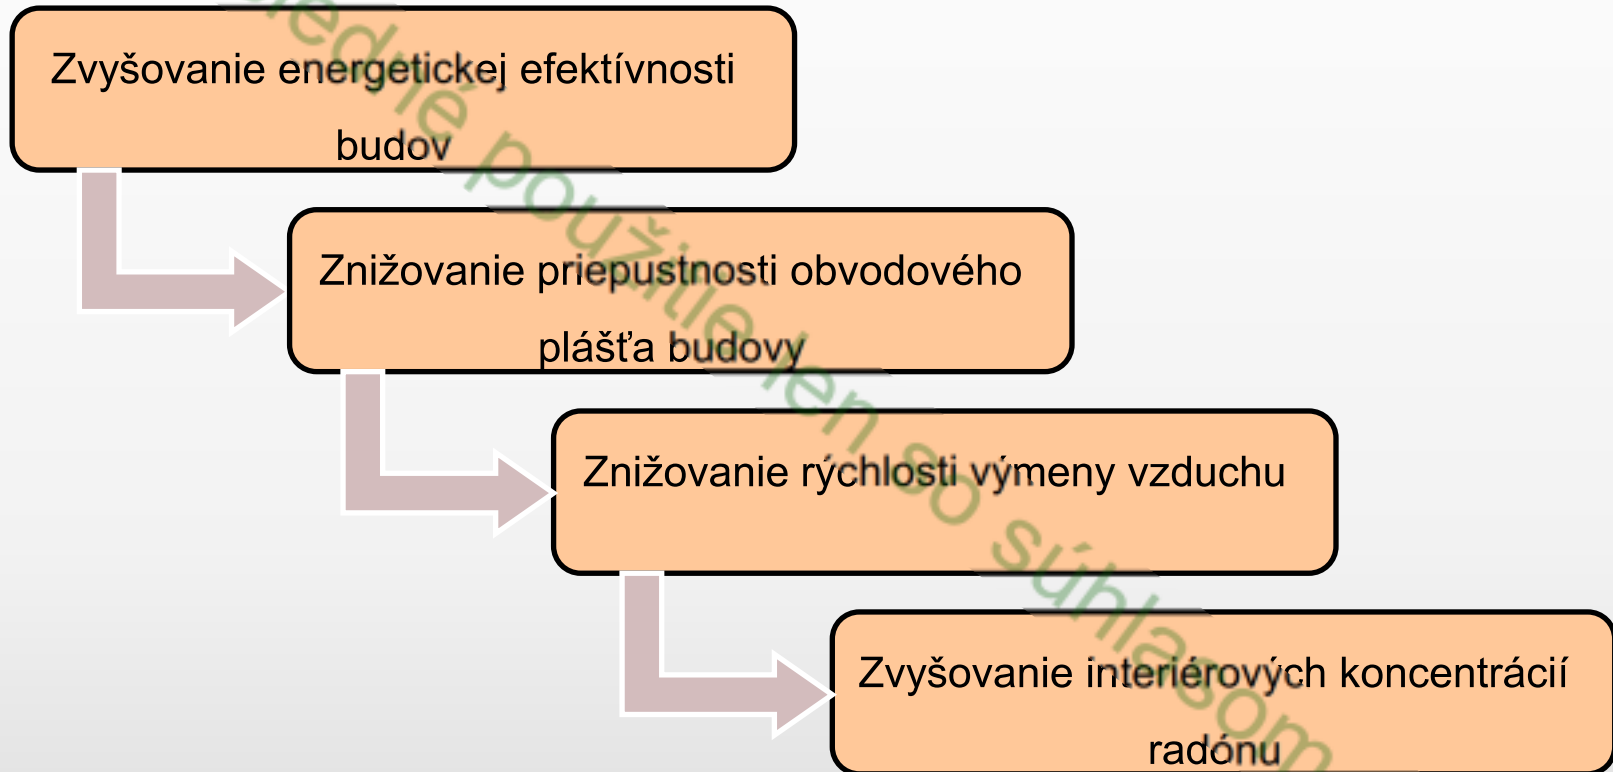 Zvyšovanie energetickej efektívnosti
budov
Znižovanie priepustnosti obvodového
plášťa budovy
Znižovanie rýchlosti výmeny vzduchu
Zvyšovanie interiérových koncentrácií
radónu
použitie len so súhlasom